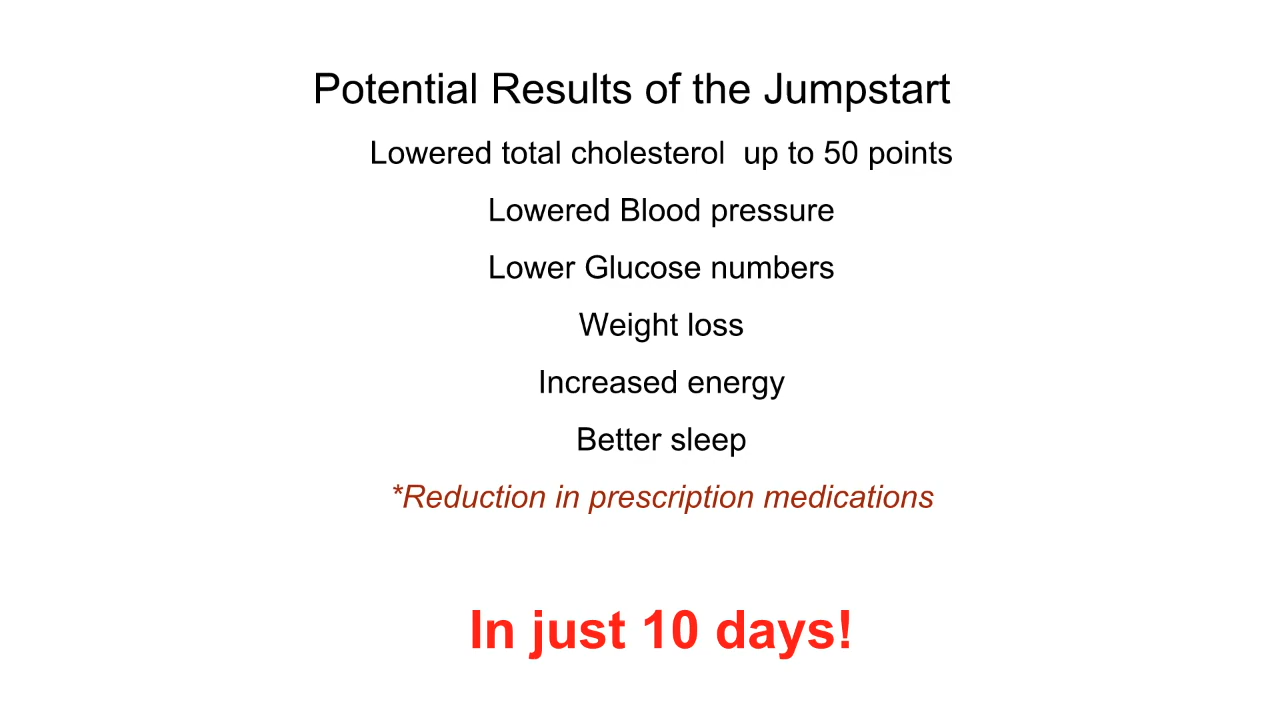 Potential Results of the Jumpstart
Lowered total cholesterol  up to 50 points
Lowered Blood pressure
Lower Glucose numbers
Weight loss
Increased energy
Better sleep
*Reduction in prescription medications
In just 10 days!